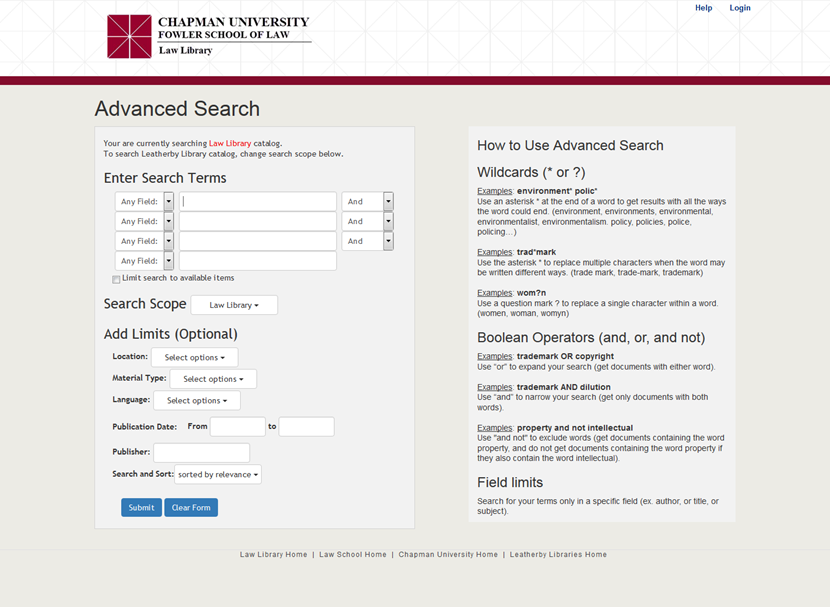 Help Login
CHAPMAN UNIVERSITY
FOWLER SCHOOL OF LAW
Law Library
Advanced Search
Your are currently searching Law Library catalog.
To search Leatherby Library catalog, change search scope below.
Enter Search Terms
Any Field: And
Any Field: And
Any Field: And
Any Field:
Limit search to available items
Search Scope Law Library
Add Limits (Optional)
Location: Select options
Material Type: Select options
Language: Select options
Publication Date: From to
Publisher:
Search and Sort: sorted by relevance
Submit Clear Form
How to Use Advanced Search
Wildcards (* or ?)
Examples: environment* polic*
Use an asterisk * at the end of a word to get results with all the ways
the word could end. (environment, environments, environmental,
environmentalist, environmentalism. policy, policies, police,
policing…)
Examples: trad*mark
Use the asterisk * to replace multiple characters when the word may
be written different ways. (trade mark, trade-mark, trademark)
Examples: wom?n
Use a question mark ? to replace a single character within a word.
(women, woman, womyn)
Boolean Operators (and, or, and not)
Examples: trademark OR copyright
Use "or" to expand your search (get documents with either word).
Examples: trademark AND dilution
Use "and" to narrow your search (get only documents with both
words).
Examples: property and not intellectual
Use "and not" to exclude words (get documents containing the word
property, and do not get documents containing the word property if
they also contain the word intellectual).
Field limits
Search for your terms only in a specific field (ex. author, or title, or
subject).
Law Library Home | Law School Home | Chapman University Home | Leatherby Libraries Home